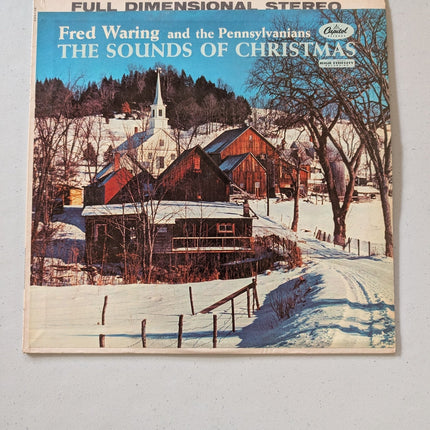 FULL DIMENSIONAL STEREO
Fred Waring and the Pennsylvanians
THE SOUNDS OF CHRISTMAS
Capitol